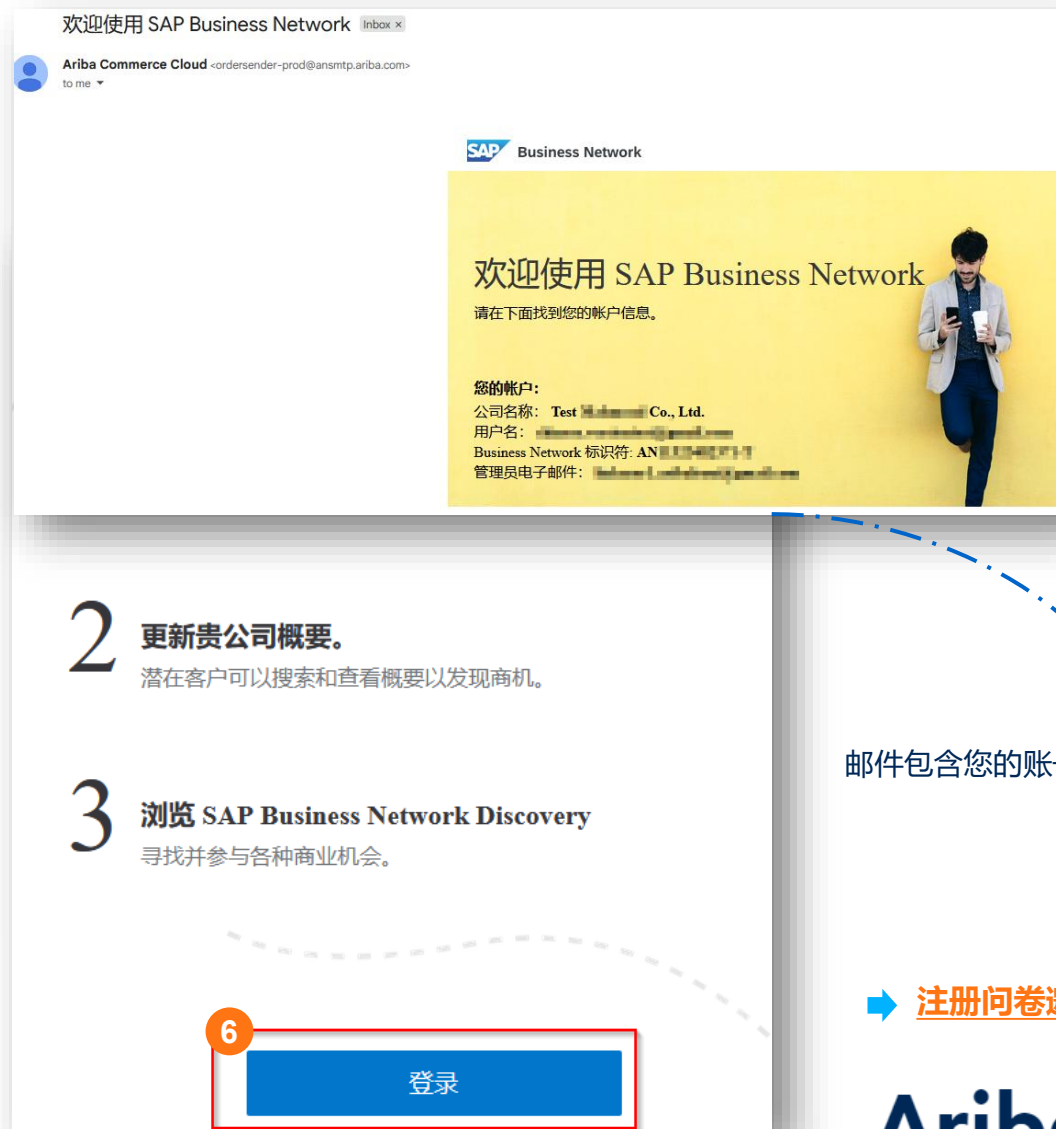 欢迎使用 SAP Business Network Inbox ×
Ariba Commerce Cloud <ordersender-prod@ansmtp.ariba.com>
to me
SAP Business Network
欢迎使用 SAP Business Network
请在下面找到您的帐户信息。
您的帐户:
公司名称: Test Co., Ltd.
用户名:
Business Network 标识符: AN
管理员电子邮件:
2
更新贵公司概要。
潜在客户可以搜索和查看概要以发现商机。
3
浏览 SAP Business Network Discovery
寻找并参与各种商业机会。
邮件包含您的账
注册问卷
6
登录
Arib